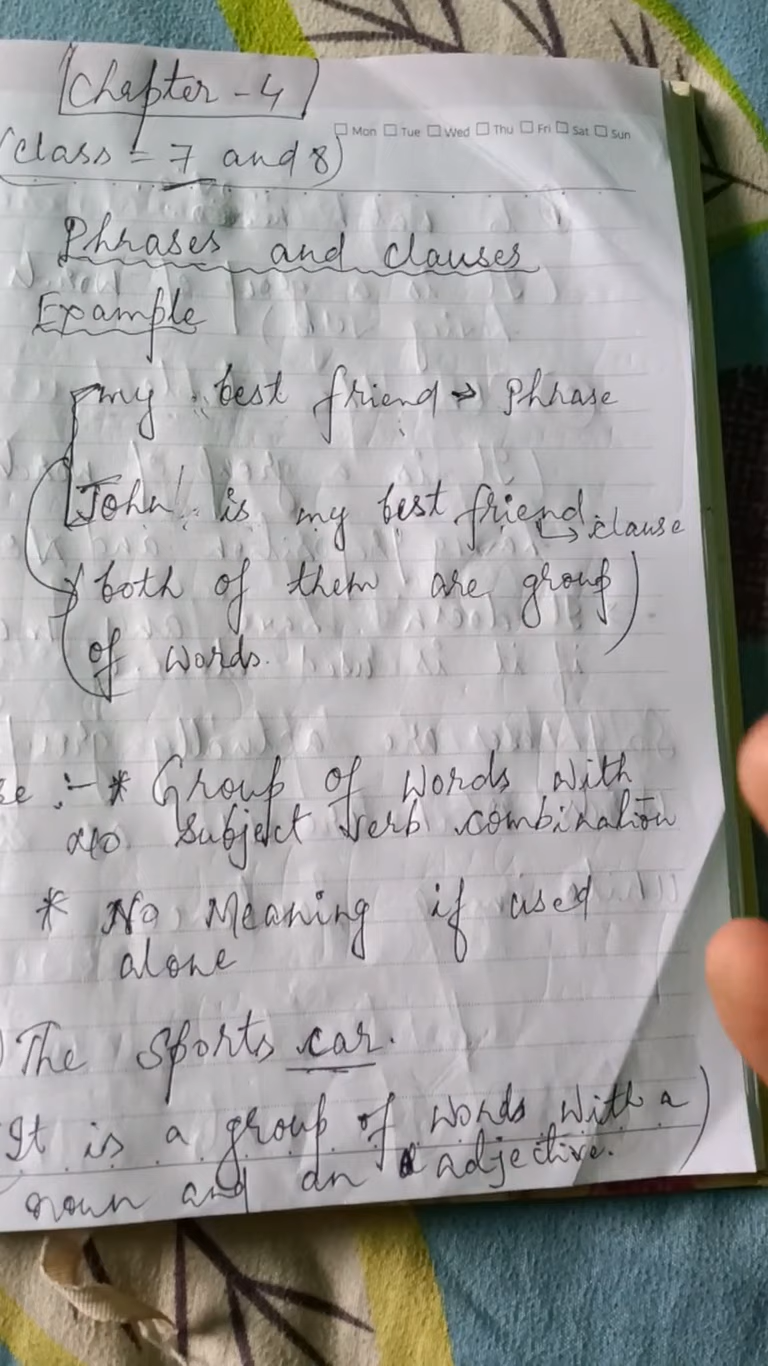 Chapter - 4
Mon Tue Wed Thu Fri Sat Sun
(class = 7 and 8)
Phrases and clauses
Example
my best friend → Phrase
John is my best friend
↳ clause
(both of them are group
of words.)
se :- * Group of words with
no subject verb combination
* No Meaning if used
alone
) The sports car.
It is a group of words with a
noun and an adjective.)